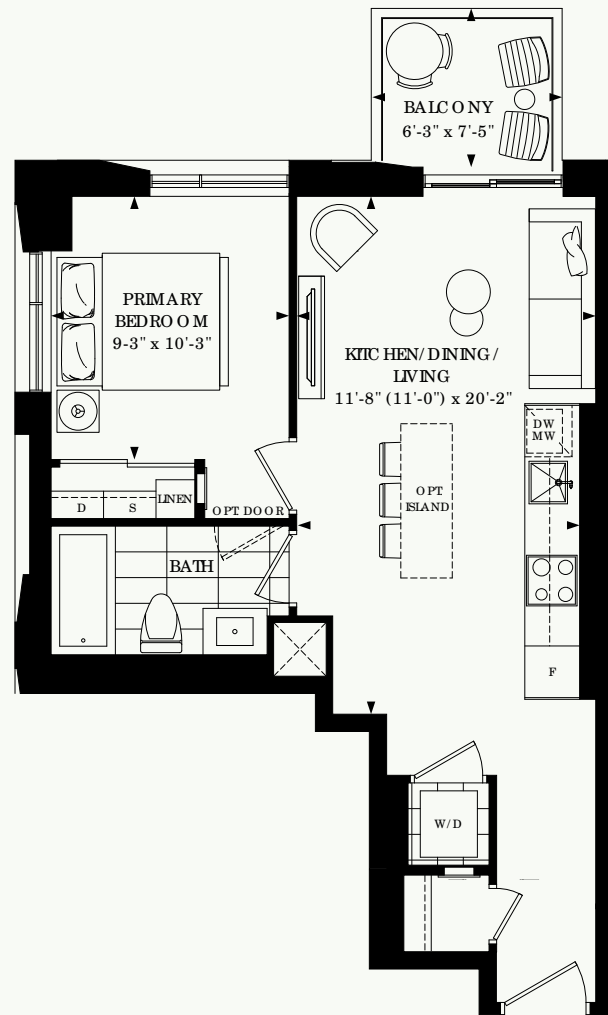 BALCONY
6'-3" x 7'-5"
PRIMARY
BEDROOM
9-3" x 10'-3"
KITCHEN/DINING/
LIVING
11'-8" (11'-0") x 20'-2"
DW
MW
OPT
ISLAND
LINEN
D
S
OPT DOOR
BATH
F
W/D